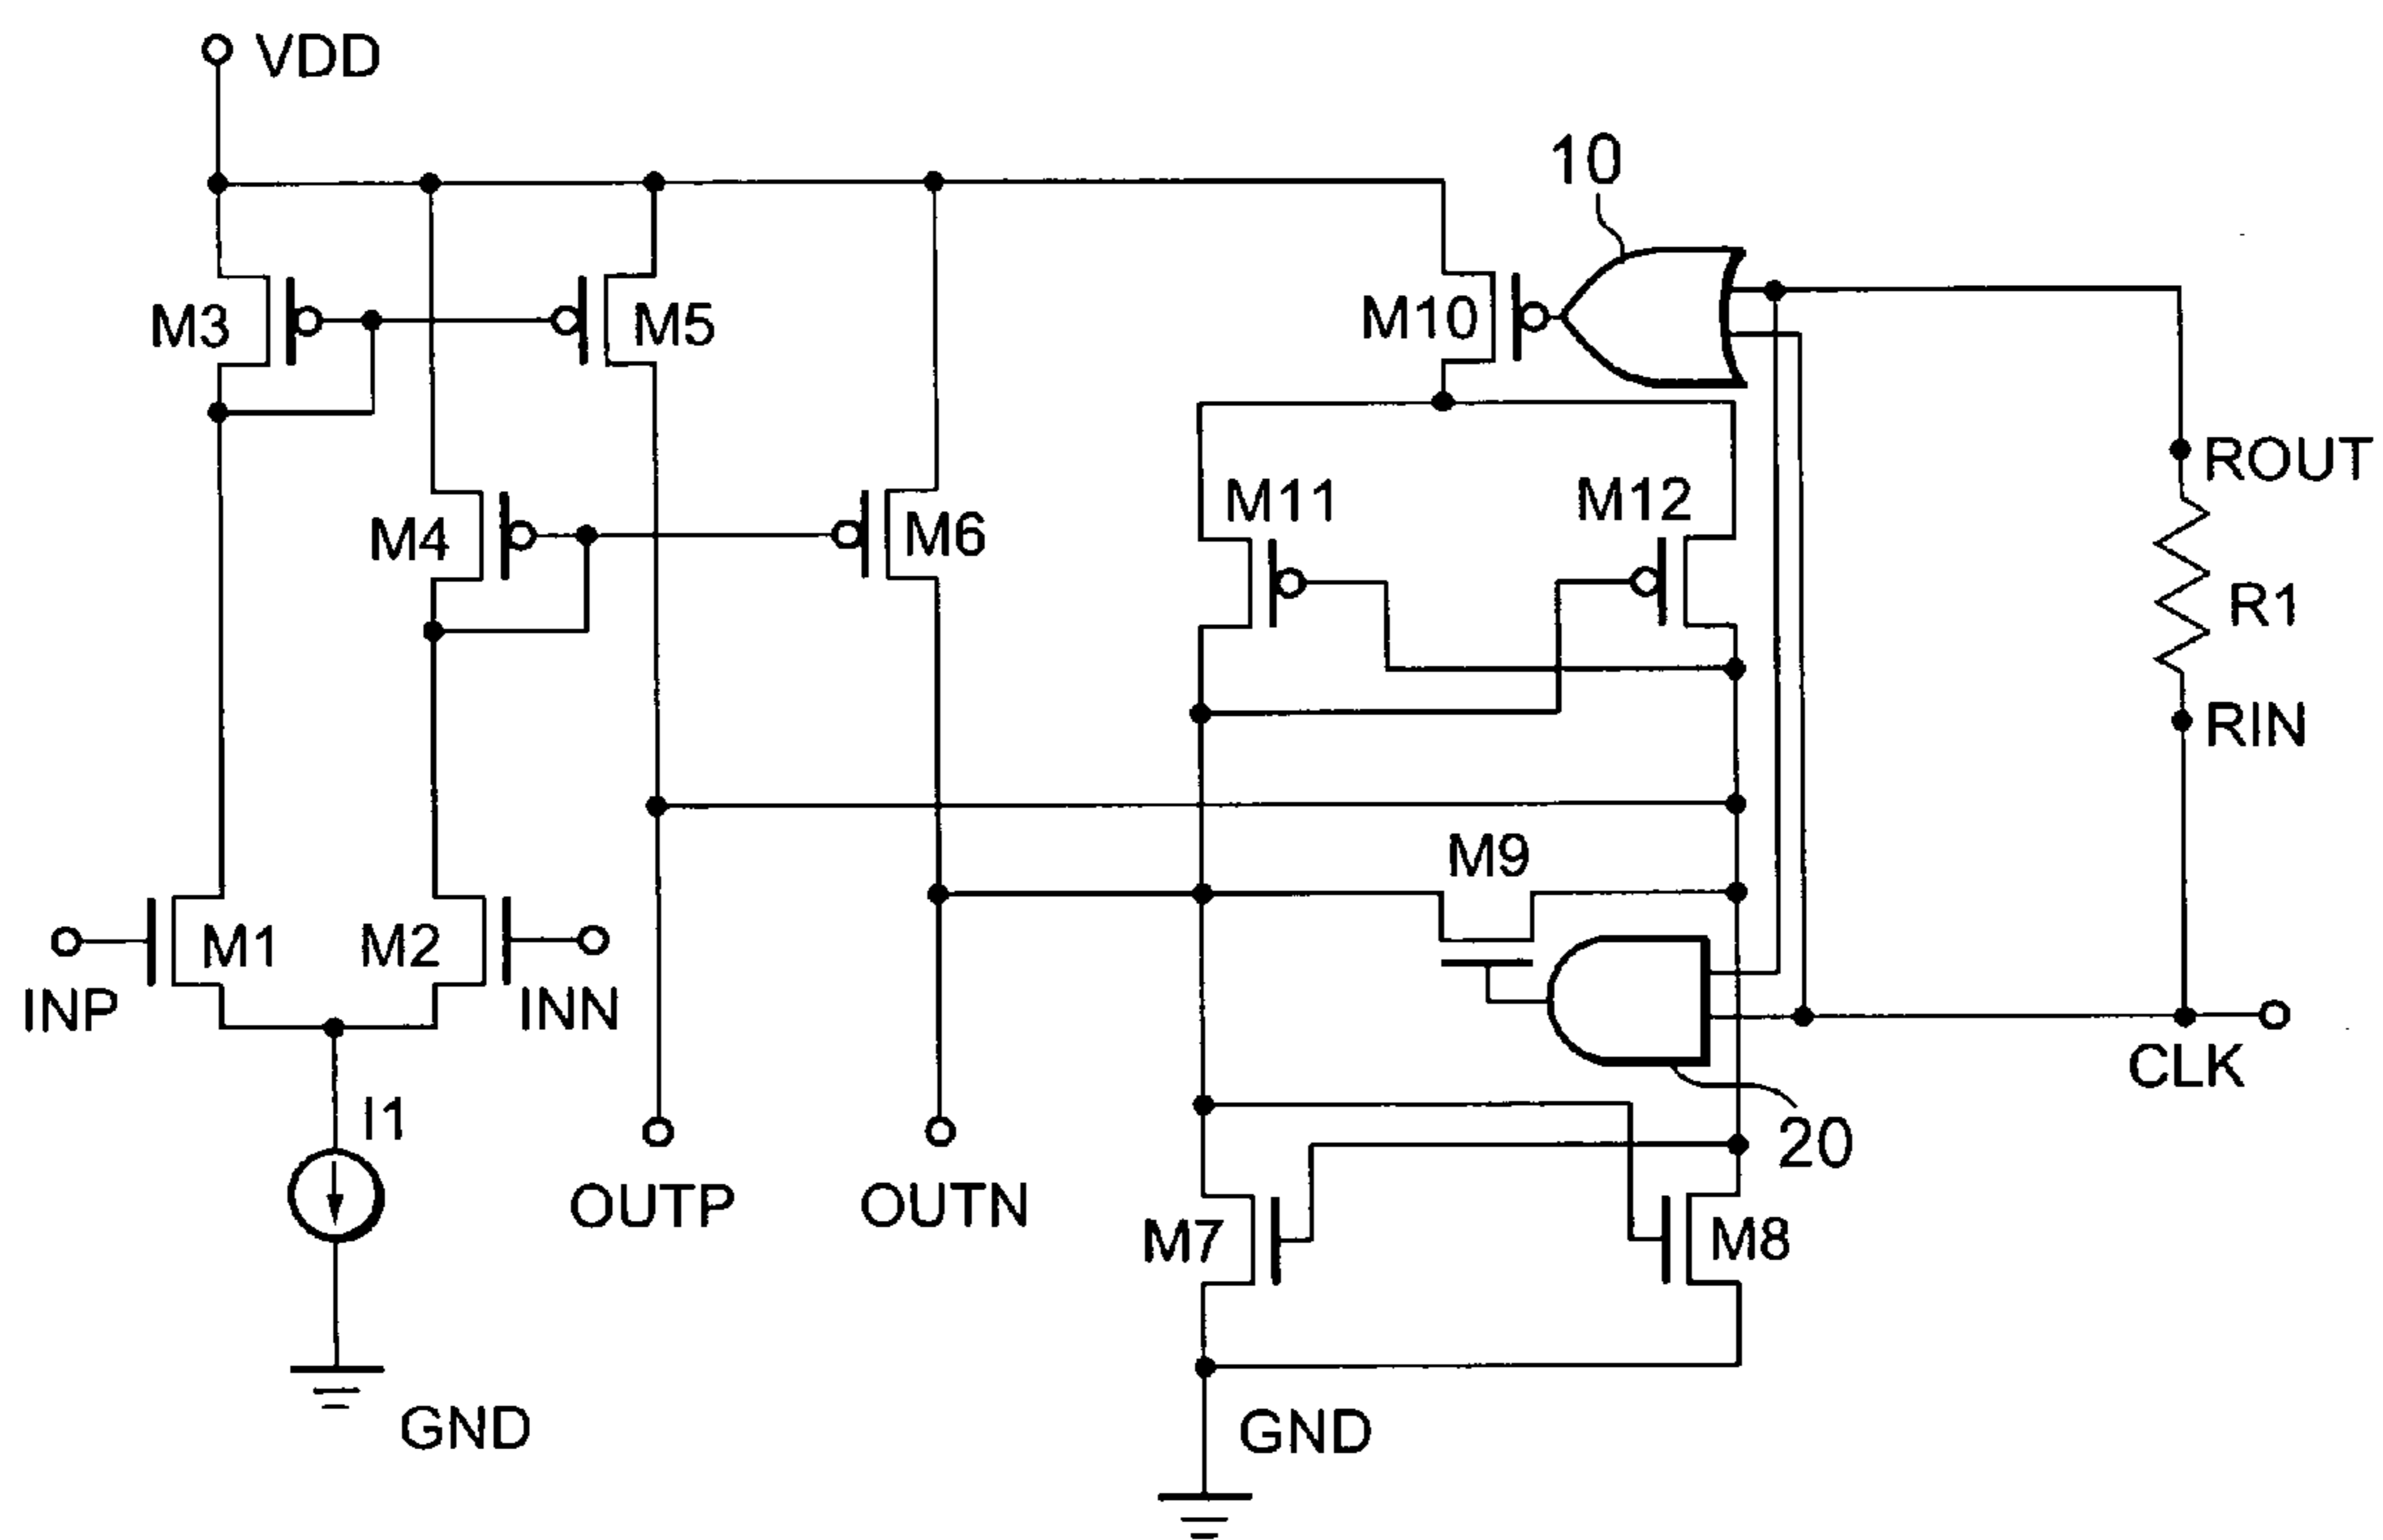 VDD
10
M3
M5
M10
ROUT
M11
M12
M4
M6
R1
RIN
M9
M1
M2
INP
INN
CLK
I1
20
OUTP
OUTN
M7
M8
GND
GND